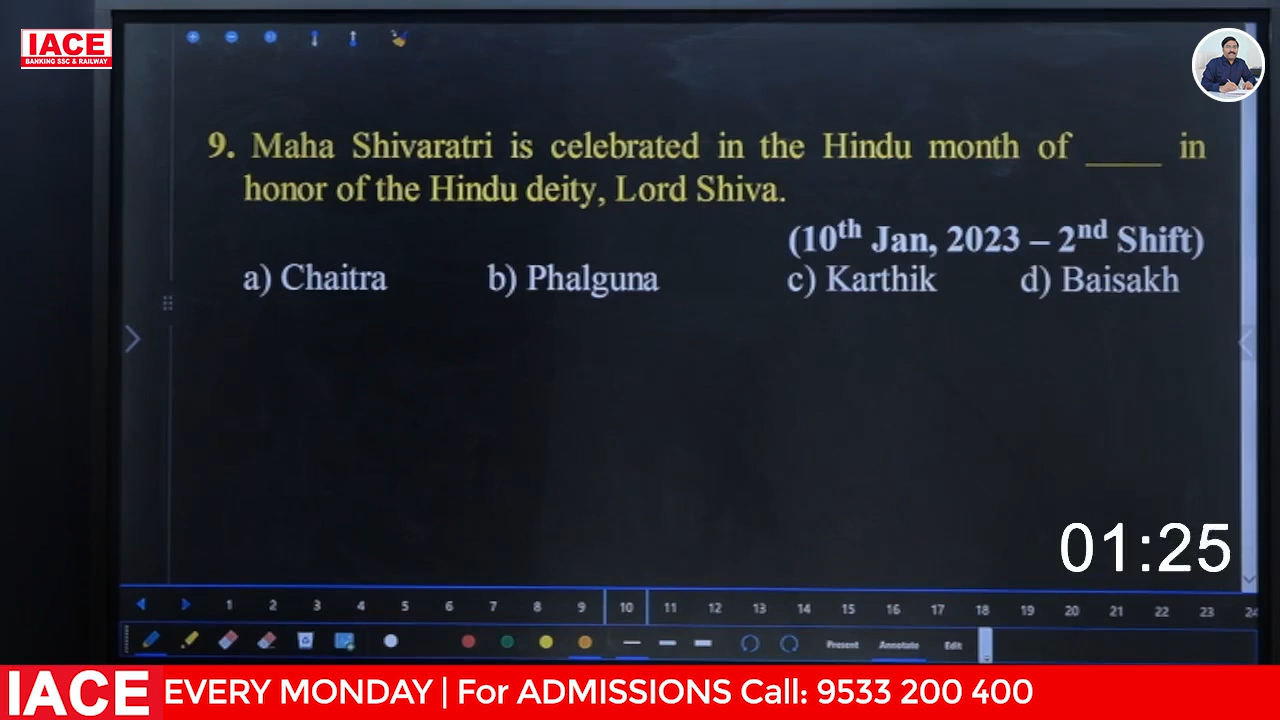 IACE
BANKING SSC & RAILWAY
9. Maha Shivaratri is celebrated in the Hindu month of ____ in
honor of the Hindu deity, Lord Shiva.
(10th Jan, 2023 – 2nd Shift)
a) Chaitra b) Phalguna c) Karthik d) Baisakh
01:25
1 2 3 4 5 6 7 8 9 10 11 12 13 14 15 16 17 18 19 20 21 22 23 24
Present Annotate Edit
IACE EVERY MONDAY | For ADMISSIONS Call: 9533 200 400